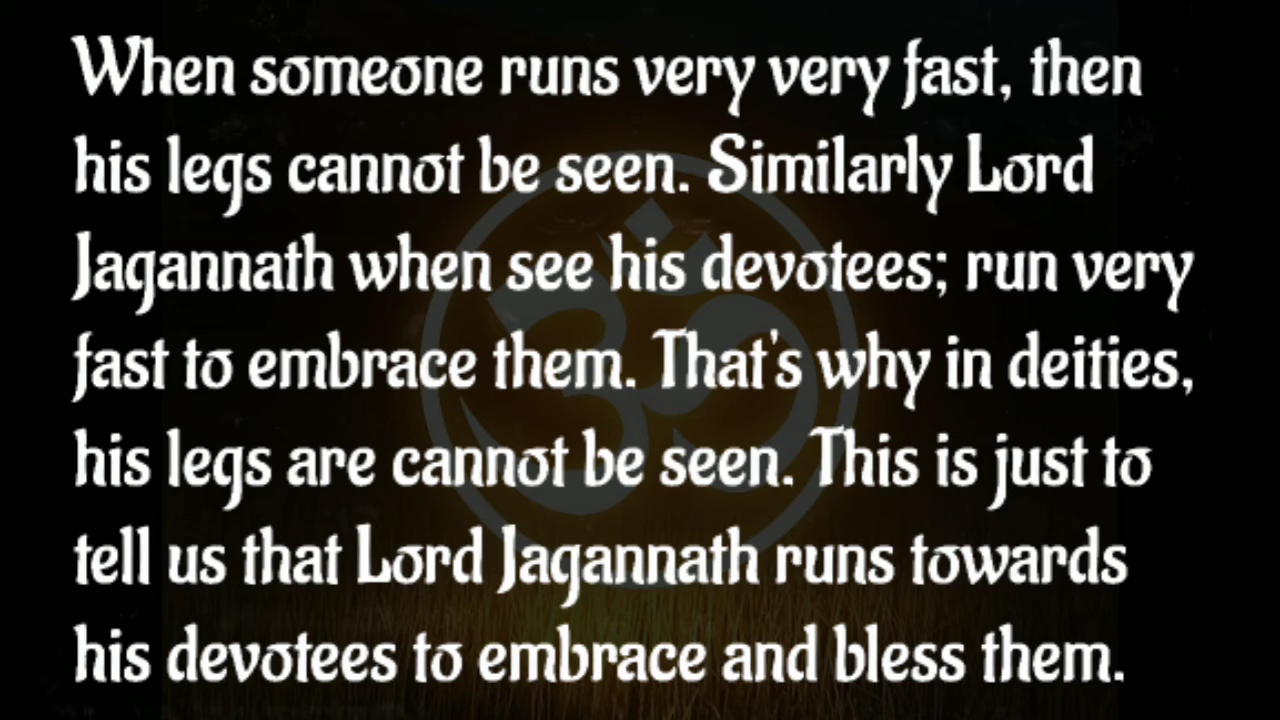 When someone runs very very fast, then
his legs cannot be seen. Similarly Lord
Jagannath when see his devotees; run very
fast to embrace them. That's why in deities,
his legs are cannot be seen. This is just to
tell us that Lord Jagannath runs towards
his devotees to embrace and bless them.
ॐ